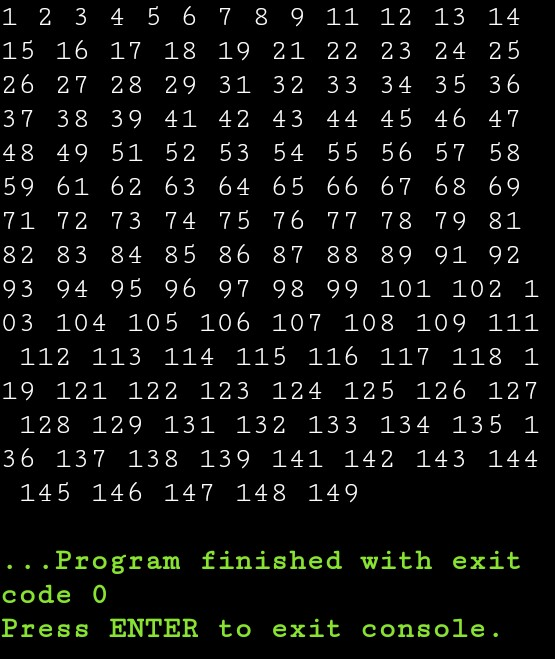 1 2 3 4 5 6 7 8 9 11 12 13 14
15 16 17 18 19 21 22 23 24 25
26 27 28 29 31 32 33 34 35 36
37 38 39 41 42 43 44 45 46 47
48 49 51 52 53 54 55 56 57 58
59 61 62 63 64 65 66 67 68 69
71 72 73 74 75 76 77 78 79 81
82 83 84 85 86 87 88 89 91 92
93 94 95 96 97 98 99 101 102 1
03 104 105 106 107 108 109 111
112 113 114 115 116 117 118 1
19 121 122 123 124 125 126 127
128 129 131 132 133 134 135 1
36 137 138 139 141 142 143 144
145 146 147 148 149
...Program finished with exit
code 0
Press ENTER to exit console.